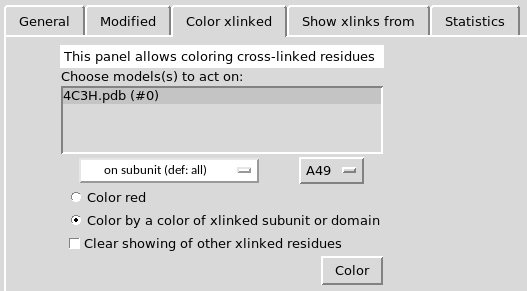 General Modified Color xlinked Show xlinks from Statistics
This panel allows coloring cross-linked residues
Choose models(s) to act on:
4C3H.pdb (#0)
on subunit (def: all) A49
Color red
Color by a color of xlinked subunit or domain
Clear showing of other xlinked residues
Color